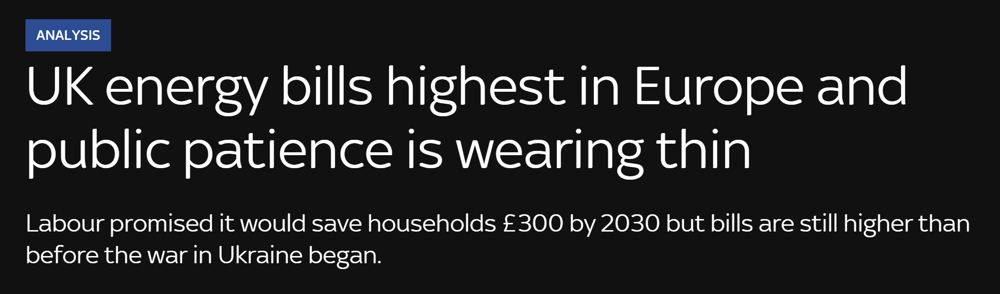 ANALYSIS
UK energy bills highest in Europe and
public patience is wearing thin
Labour promised it would save households £300 by 2030 but bills are still higher than
before the war in Ukraine began.